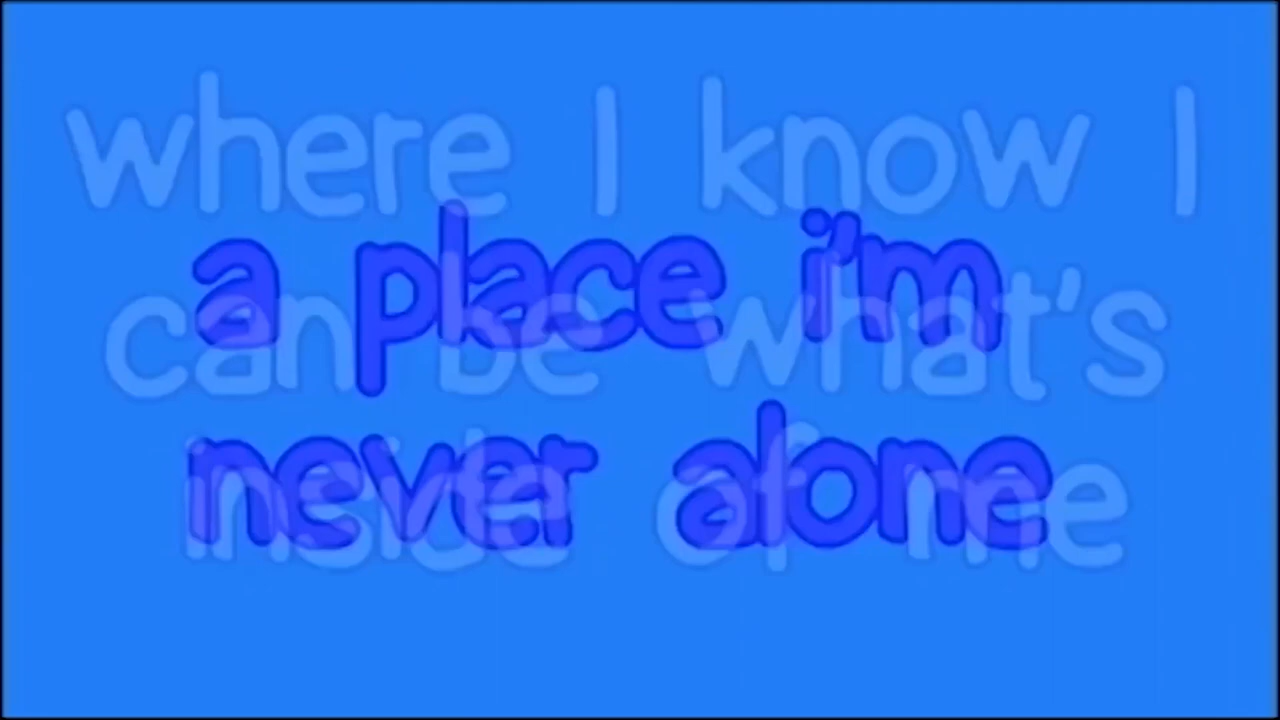 where I know I
a place i'm
can be what's
never alone
inside of me